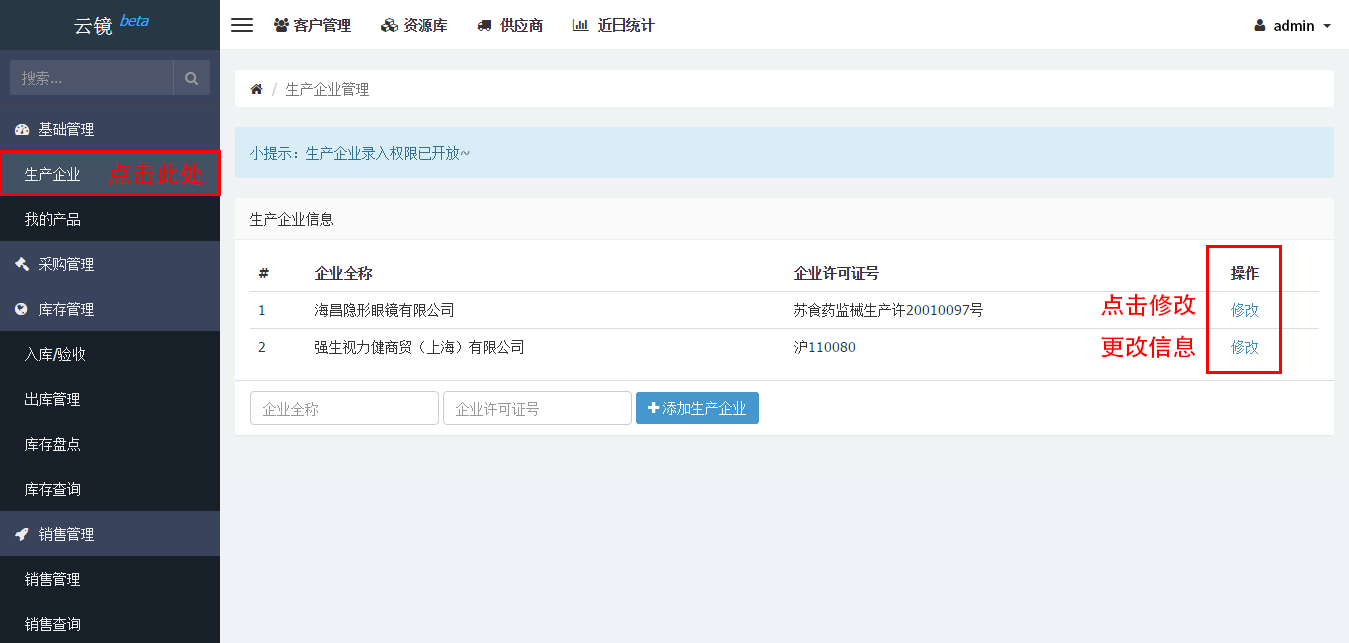 云镜 beta
客户管理 资源库 供应商 近日统计 admin
搜索...
基础管理
生产企业 点击此处
我的产品
采购管理
库存管理
入库/验收
出库管理
库存盘点
库存查询
销售管理
销售管理
销售查询
/ 生产企业管理
小提示：生产企业录入权限已开放~
生产企业信息
# 企业全称 企业许可证号 操作
1 海昌隐形眼镜有限公司 苏食药监械生产许20010097号 点击修改 修改
2 强生视力健商贸（上海）有限公司 沪110080 更改信息 修改
企业全称 企业许可证号 添加生产企业